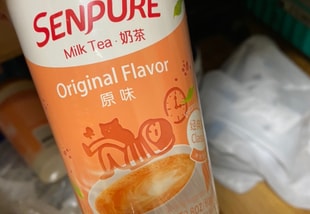 SENPURE
Milk Tea · 奶茶
Original Flavor
原味